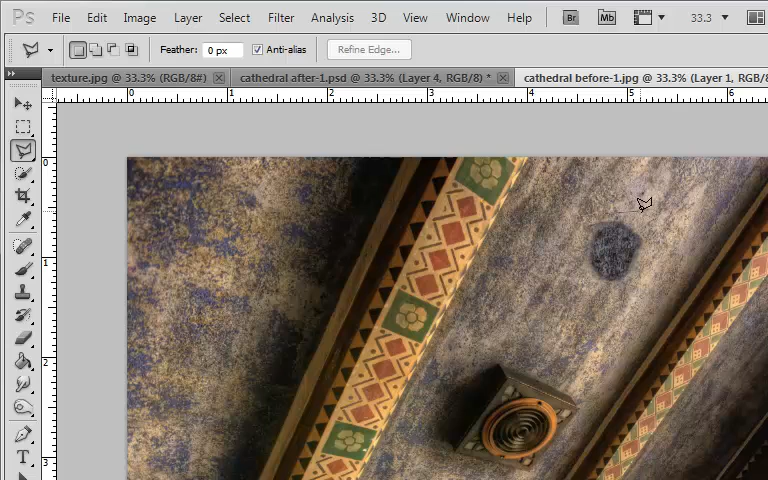 Ps File Edit Image Layer Select Filter Analysis 3D View Window Help Br Mb 33.3
Feather: 0 px Anti-alias Refine Edge...
texture.jpg @ 33.3% (RGB/8#) cathedral after-1.psd @ 33.3% (Layer 4, RGB/8) * cathedral before-1.jpg @ 33.3% (Layer 1, RGB/8
0 1 2 3 4 5 6
0
1
2
3
T